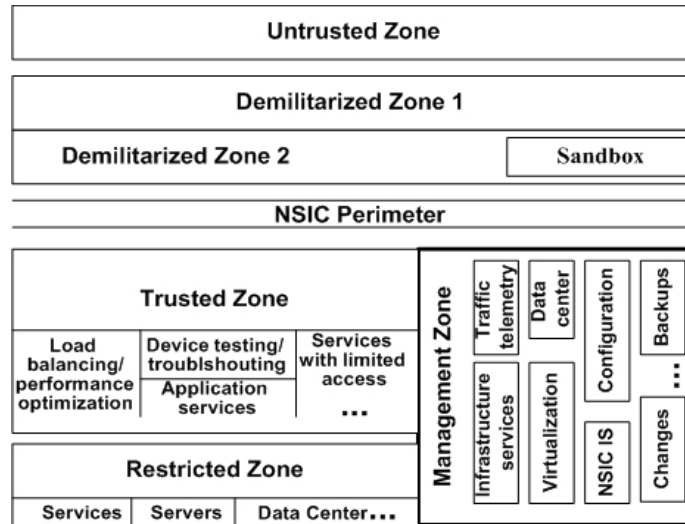 Untrusted Zone
Demilitarized Zone 1
Demilitarized Zone 2
Sandbox
NSIC Perimeter
Trusted Zone
Load
balancing/
performance
optimization
Device testing/
troublshouting
Application
services
Services
with limited
access
...
Restricted Zone
Services
Servers
Data Center...
Management Zone
Traffic
telemetry
Data
center
Configuration
Backups
...
Infrastructure
services
Virtualization
NSIC IS
Changes